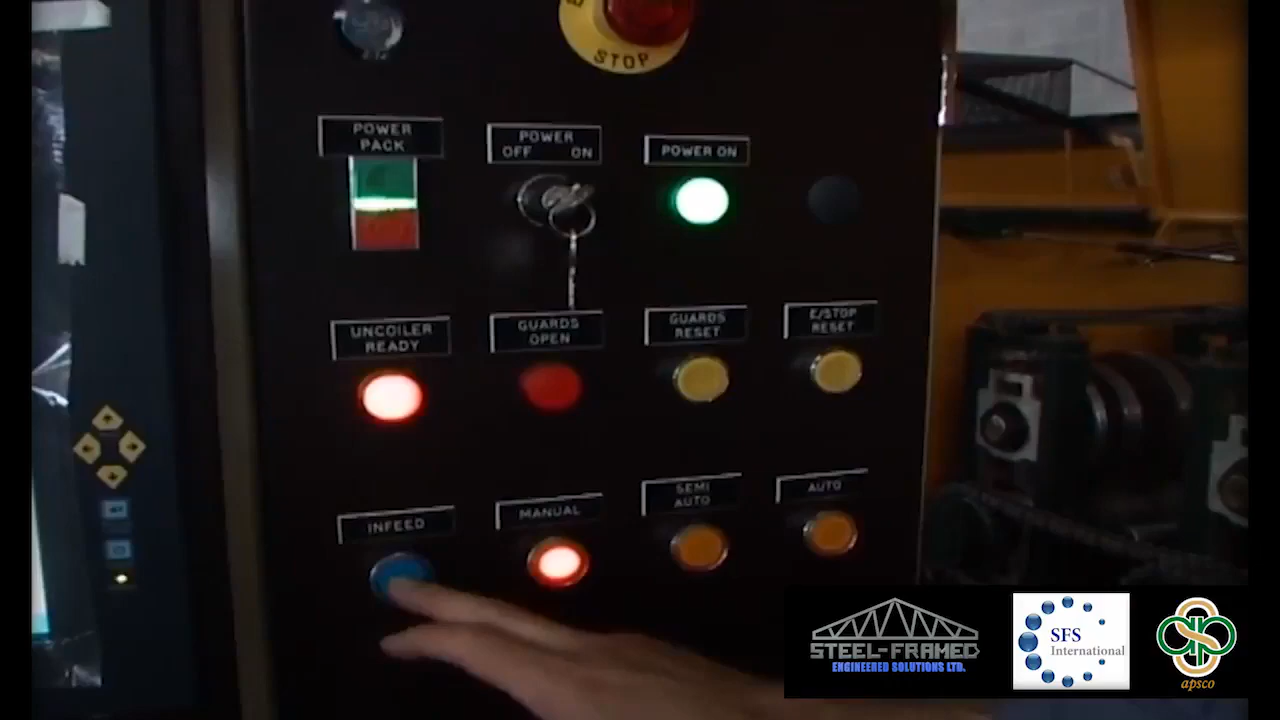 STOP
POWER
PACK
POWER
OFF ON
POWER ON
UNCOILER
READY
GUARDS
OPEN
GUARDS
RESET
E/STOP
RESET
INFEED
MANUAL
SEMI
AUTO
AUTO
STEEL-FRAMED
ENGINEERED SOLUTIONS LTD.
SFS
International
apsco